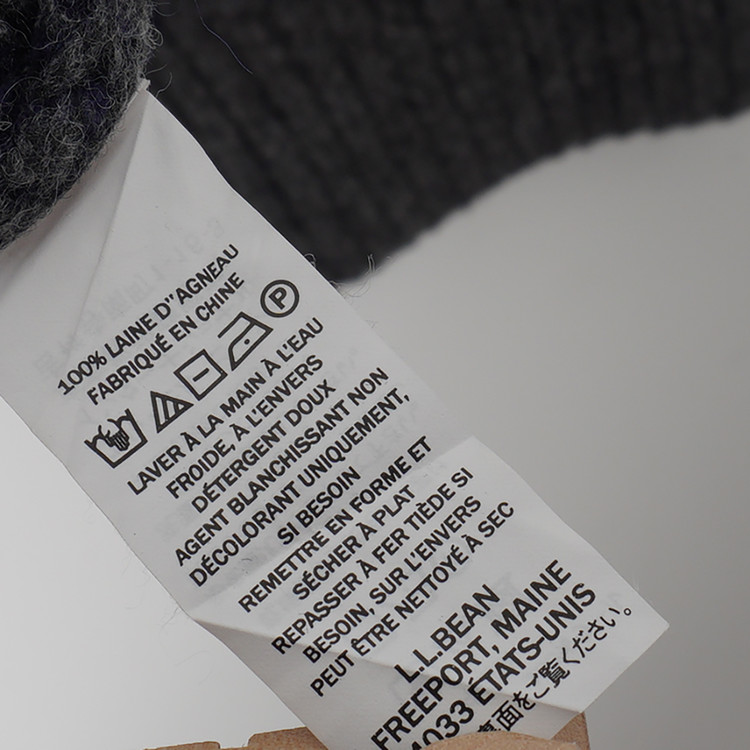 100% LAINE D"AGNEAU
FABRIQUÉ EN CHINE
P
LAVER À LA MAIN À L'EAU
FROIDE, À L'ENVERS
DÉTERGENT DOUX
AGENT BLANCHISSANT NON
DÉCOLORANT UNIQUEMENT,
SI BESOIN
REMETTRE EN FORME ET
SÉCHER À PLAT
REPASSER À FER TIÈDE SI
BESOIN, SUR L'ENVERS
PEUT ÊTRE NETTOYÉ À SEC
L.L.BEAN
FREEPORT, MAINE
4033 ÉTATS-UNIS
裏面をご覧ください。